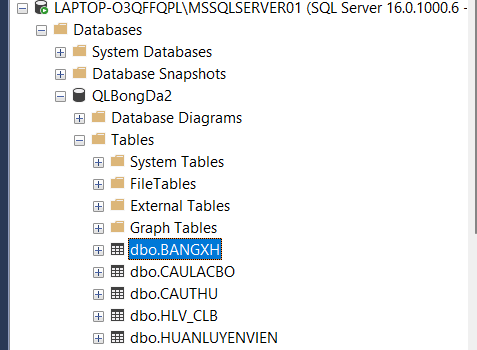 LAPTOP-O3QFFQPL\MSSQLSERVER01 (SQL Server 16.0.1000.6 -
Databases
System Databases
Database Snapshots
QLBongDa2
Database Diagrams
Tables
System Tables
FileTables
External Tables
Graph Tables
dbo.BANGXH
dbo.CAULACBO
dbo.CAUTHU
dbo.HLV_CLB
dbo.HUANLUYENVIEN